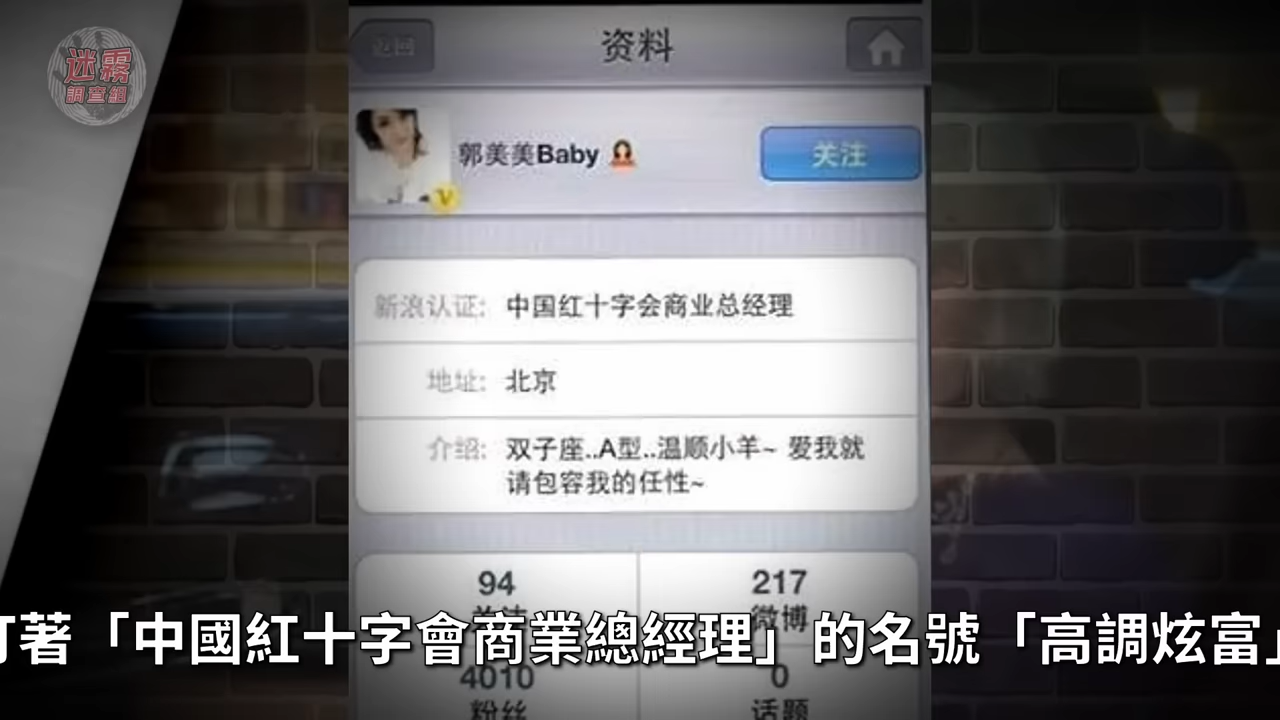 迷霧
調查組
返回
资料
郭美美Baby
关注
新浪认证: 中国红十字会商业总经理
地址: 北京
介绍: 双子座..A型..温顺小羊~ 爱我就
请包容我的任性~
94
关注
217
微博
打著「中國紅十字會商業總經理」的名號「高調炫富」
4010
粉丝
0
话题